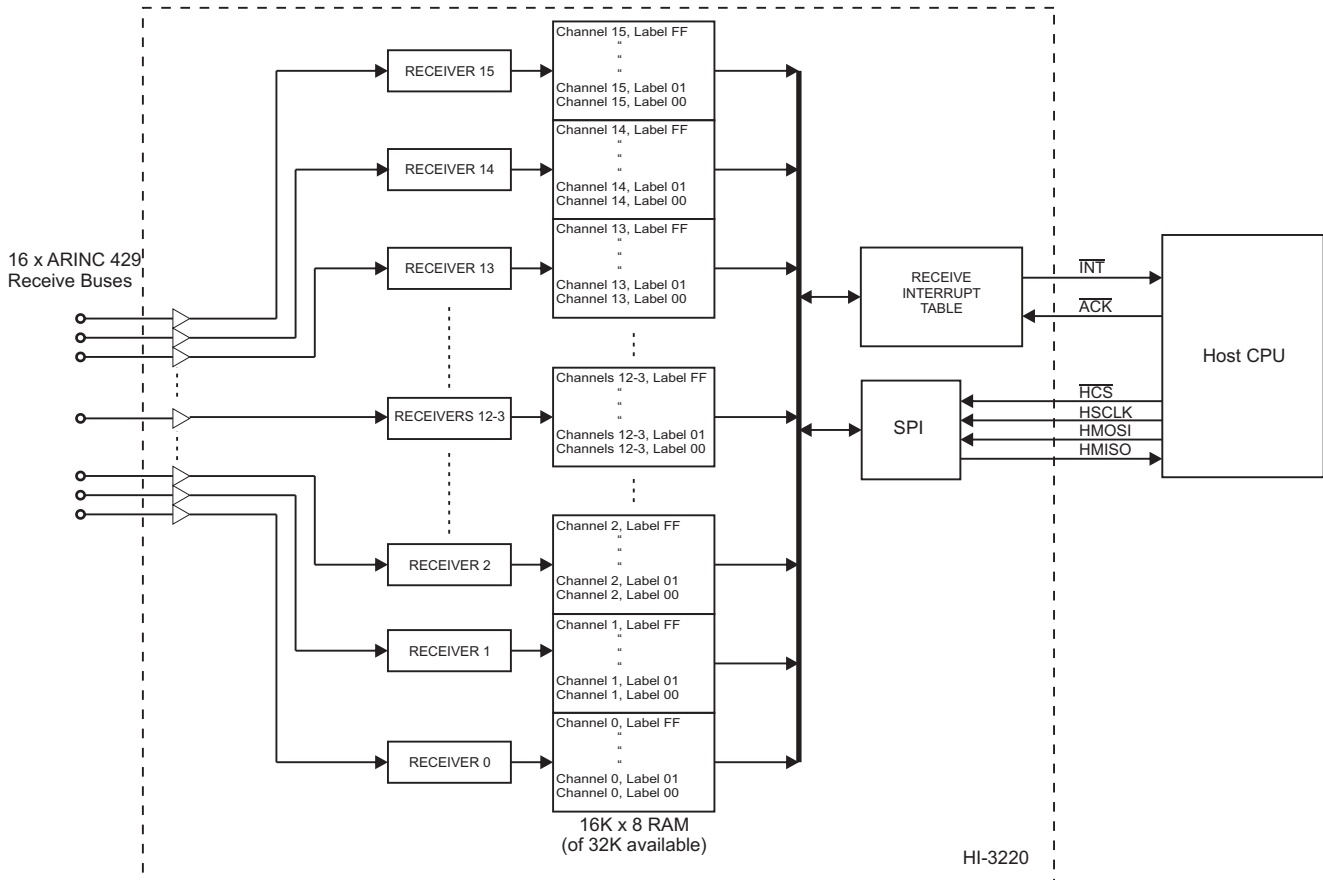 16 x ARINC 429
Receive Buses
RECEIVER 15
RECEIVER 14
RECEIVER 13
RECEIVERS 12-3
RECEIVER 2
RECEIVER 1
RECEIVER 0
Channel 15, Label FF
“
“
“
Channel 15, Label 01
Channel 15, Label 00
Channel 14, Label FF
“
“
“
Channel 14, Label 01
Channel 14, Label 00
Channel 13, Label FF
“
“
“
Channel 13, Label 01
Channel 13, Label 00
Channels 12-3, Label FF
“
“
“
Channels 12-3, Label 01
Channels 12-3, Label 00
Channel 2, Label FF
“
“
“
Channel 2, Label 01
Channel 2, Label 00
Channel 1, Label FF
“
“
“
Channel 1, Label 01
Channel 1, Label 00
Channel 0, Label FF
“
“
“
Channel 0, Label 01
Channel 0, Label 00
16K x 8 RAM
(of 32K available)
RECEIVE
INTERRUPT
TABLE
SPI
INT
ACK
HCS
HSCLK
HMOSI
HMISO
Host CPU
HI-3220